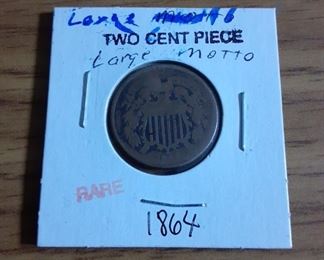 Large
TWO CENT PIECE
Large Motto
RARE
1864